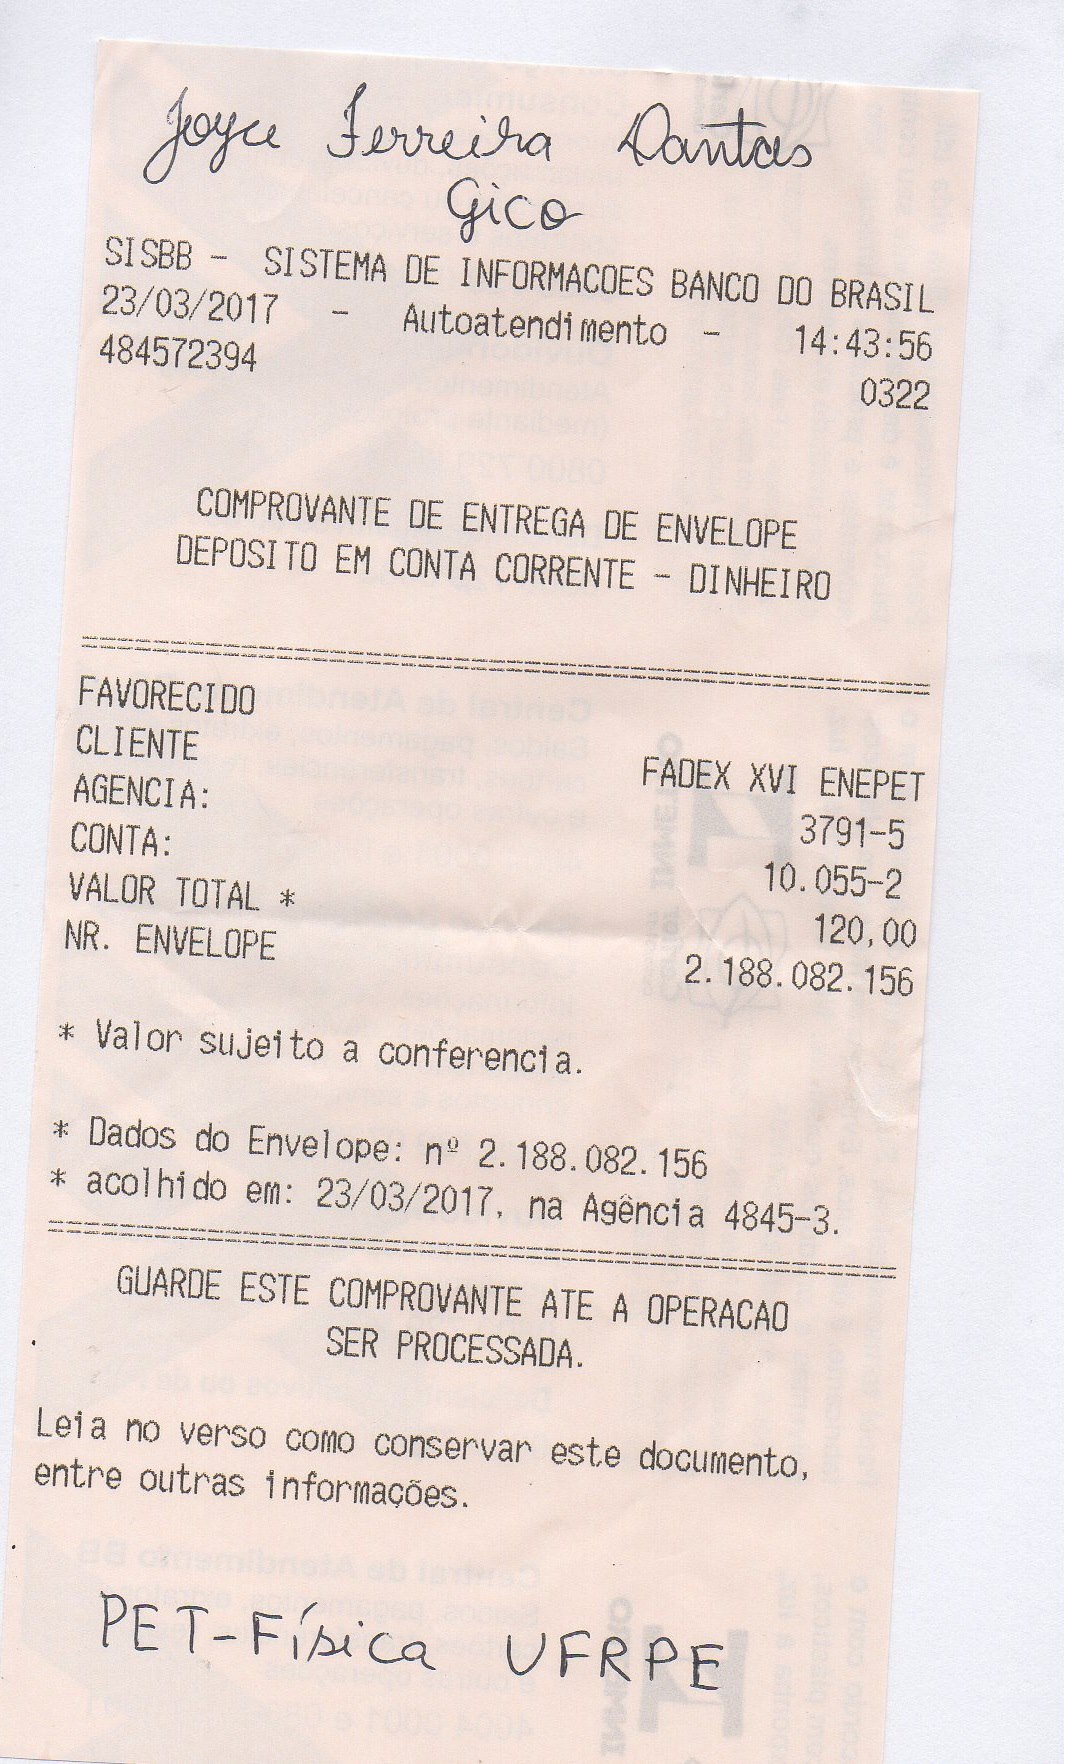 Joyce Ferreira Dantas
Gico
SISBB - SISTEMA DE INFORMACOES BANCO DO BRASIL
23/03/2017 - Autoatendimento - 14:43:56
484572394 0322
COMPROVANTE DE ENTREGA DE ENVELOPE
DEPOSITO EM CONTA CORRENTE - DINHEIRO
FAVORECIDO
CLIENTE FADEX XVI ENEPET
AGENCIA: 3791-5
CONTA: 10.055-2
VALOR TOTAL * 120,00
NR. ENVELOPE 2.188.082.156
* Valor sujeito a conferencia.
* Dados do Envelope: nº 2.188.082.156
* acolhido em: 23/03/2017, na Agência 4845-3.
GUARDE ESTE COMPROVANTE ATE A OPERACAO
SER PROCESSADA.
Leia no verso como conservar este documento,
entre outras informações.
PET-Física UFRPE